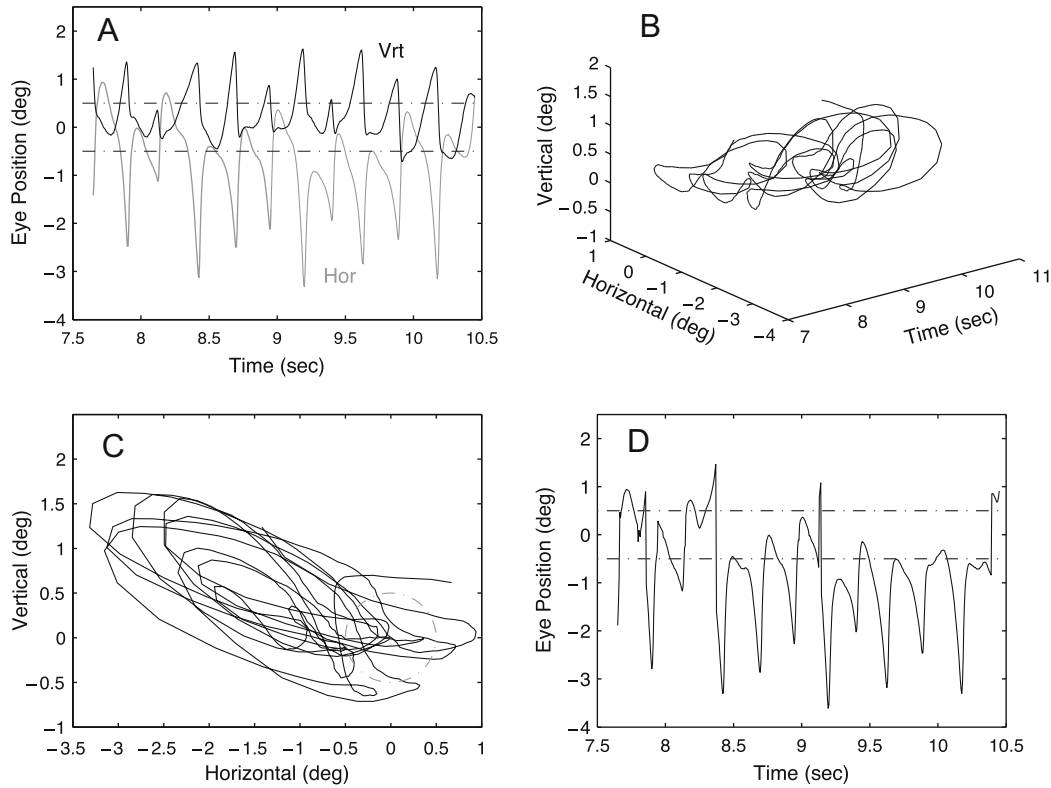 A
Vrt
Hor
Eye Position (deg)
2
1
0
−1
−2
−3
−4
7.5 8 8.5 9 9.5 10 10.5
Time (sec)
B
Vertical (deg)
2
1.5
1
0.5
0
−0.5
−1
1 0 −1 −2 −3 −4
Horizontal (deg)
7 8 9 10 11
Time (sec)
C
Vertical (deg)
2
1.5
1
0.5
0
−0.5
−1
−3.5 −3 −2.5 −2 −1.5 −1 −0.5 0 0.5 1
Horizontal (deg)
D
Eye Position (deg)
2
1
0
−1
−2
−3
−4
7.5 8 8.5 9 9.5 10 10.5
Time (sec)